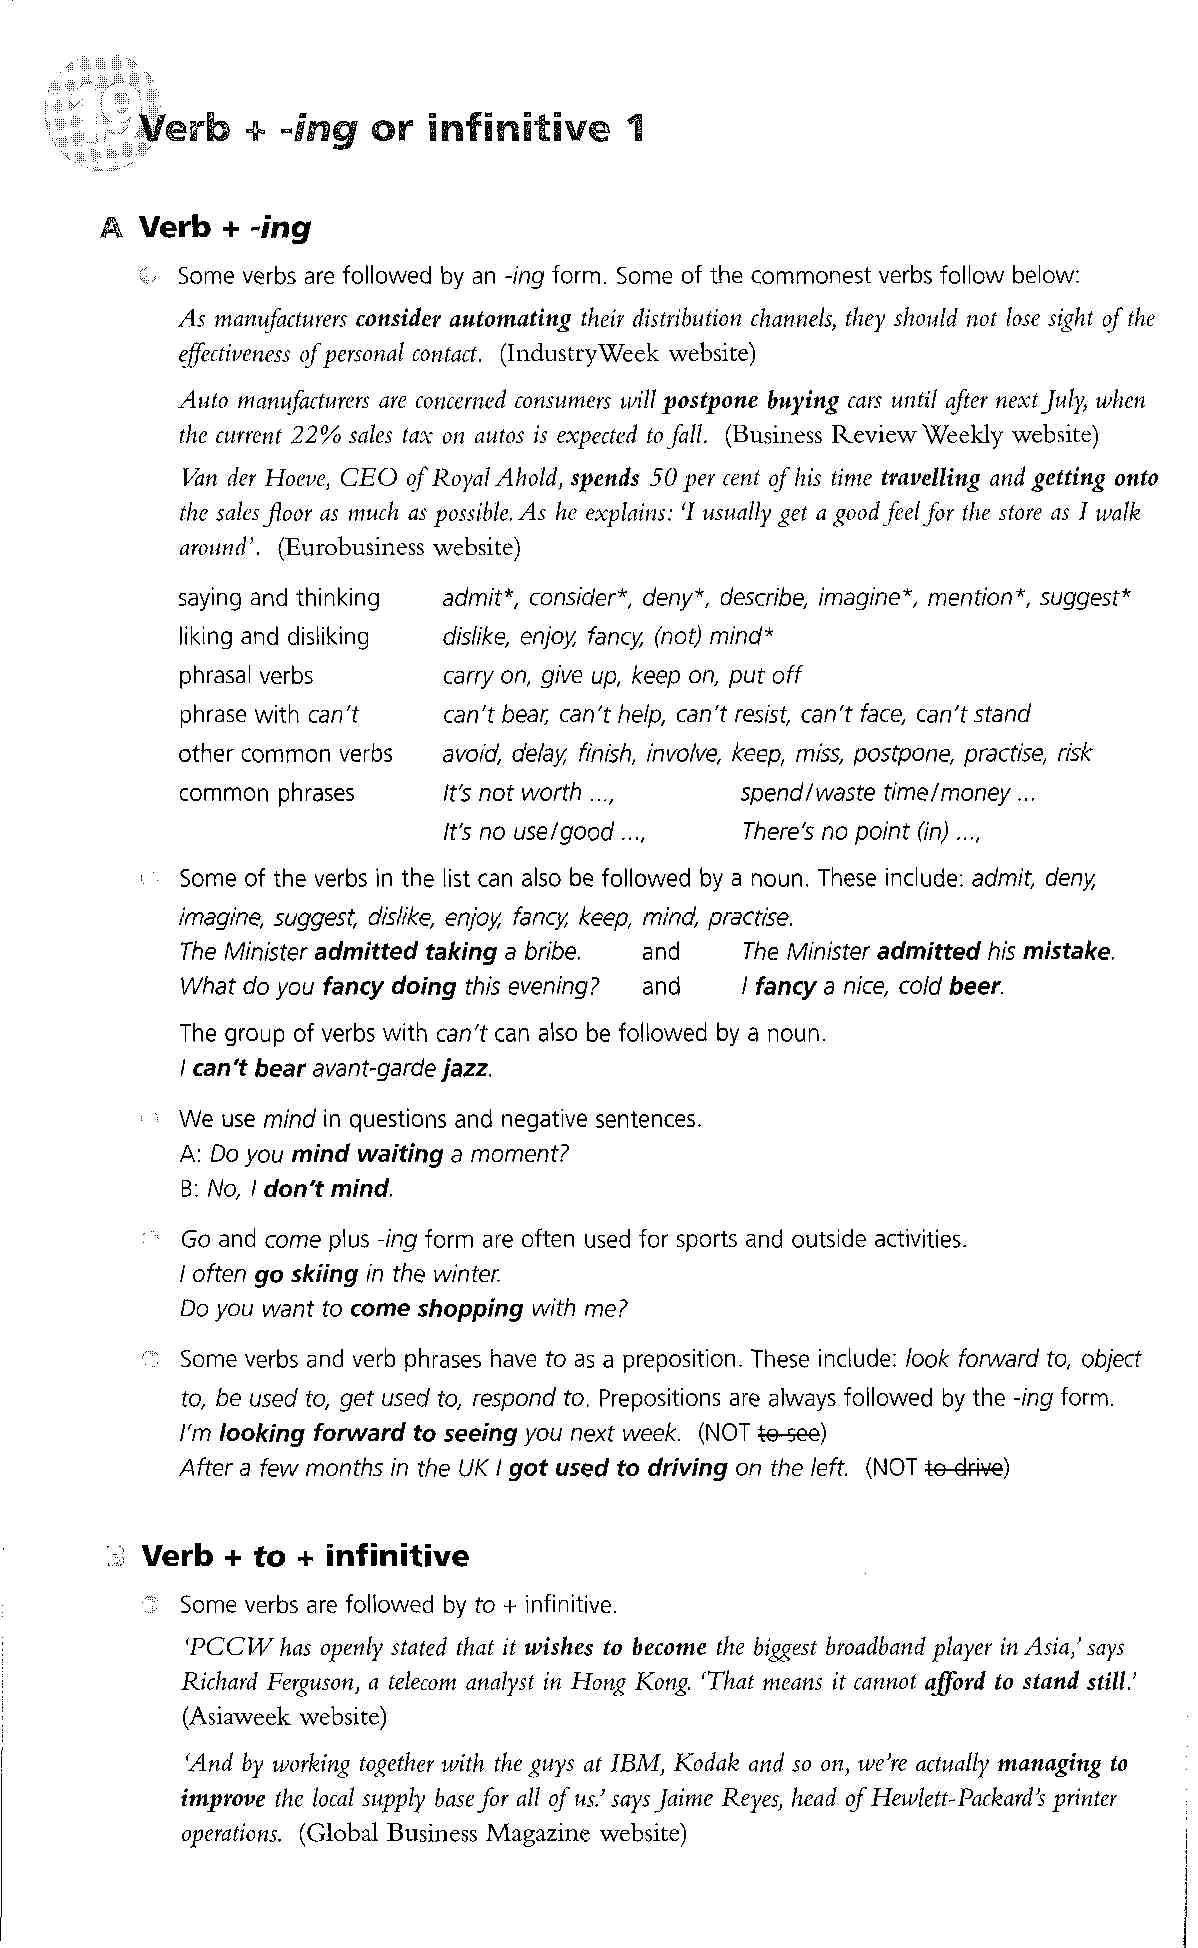 19
Verb + -ing or infinitive 1
A Verb + -ing
Some verbs are followed by an -ing form. Some of the commonest verbs follow below:
As manufacturers consider automating their distribution channels, they should not lose sight of the
effectiveness of personal contact. (IndustryWeek website)
Auto manufacturers are concerned consumers will postpone buying cars until after next July, when
the current 22% sales tax on autos is expected to fall. (Business Review Weekly website)
Van der Hoeve, CEO of Royal Ahold, spends 50 per cent of his time travelling and getting onto
the sales floor as much as possible. As he explains: 'I usually get a good feel for the store as I walk
around'. (Eurobusiness website)
saying and thinking admit*, consider*, deny*, describe, imagine*, mention*, suggest*
liking and disliking dislike, enjoy, fancy, (not) mind*
phrasal verbs carry on, give up, keep on, put off
phrase with can't can't bear, can't help, can't resist, can't face, can't stand
other common verbs avoid, delay, finish, involve, keep, miss, postpone, practise, risk
common phrases It's not worth ..., spend/waste time/money ...
It's no use/good ..., There's no point (in) ...,
Some of the verbs in the list can also be followed by a noun. These include: admit, deny,
imagine, suggest, dislike, enjoy, fancy, keep, mind, practise.
The Minister admitted taking a bribe. and The Minister admitted his mistake.
What do you fancy doing this evening? and I fancy a nice, cold beer.
The group of verbs with can't can also be followed by a noun.
I can't bear avant-garde jazz.
We use mind in questions and negative sentences.
A: Do you mind waiting a moment?
B: No, I don't mind.
Go and come plus -ing form are often used for sports and outside activities.
I often go skiing in the winter.
Do you want to come shopping with me?
Some verbs and verb phrases have to as a preposition. These include: look forward to, object
to, be used to, get used to, respond to. Prepositions are always followed by the -ing form.
I'm looking forward to seeing you next week. (NOT to see)
After a few months in the UK I got used to driving on the left. (NOT to drive)
B Verb + to + infinitive
Some verbs are followed by to + infinitive.
'PCCW has openly stated that it wishes to become the biggest broadband player in Asia,' says
Richard Ferguson, a telecom analyst in Hong Kong. 'That means it cannot afford to stand still.'
(Asiaweek website)
'And by working together with the guys at IBM, Kodak and so on, we're actually managing to
improve the local supply base for all of us.' says Jaime Reyes, head of Hewlett-Packard's printer
operations. (Global Business Magazine website)